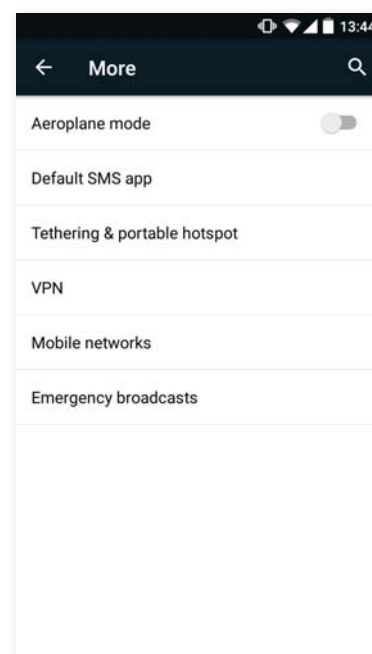 13:44
More
Aeroplane mode
Default SMS app
Tethering & portable hotspot
VPN
Mobile networks
Emergency broadcasts